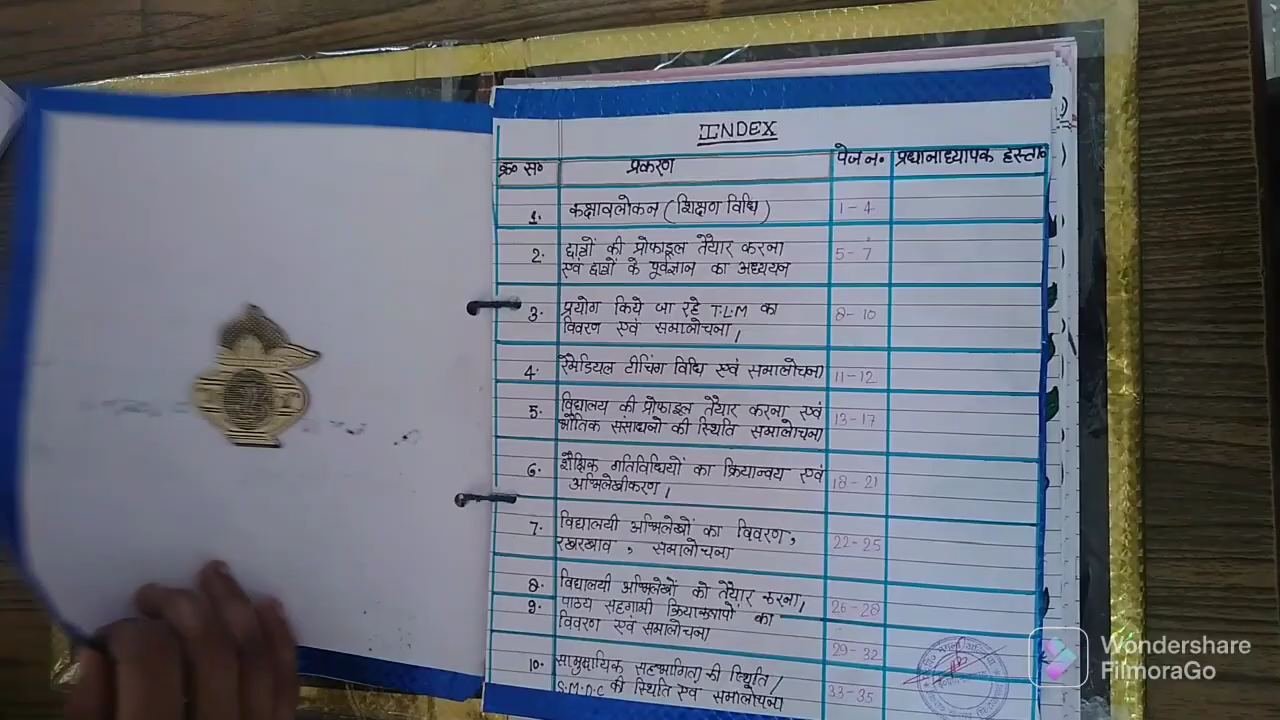 INDEX
क्र० स० प्रकरण पेज न० प्रधानाध्यापक हस्ता०
1. कक्षावलोकन (शिक्षण विधि) 1-4
2. छात्रों की प्रोफाइल तैयार करना 5-7
एवं छात्रों के पूर्वज्ञान का अध्ययन
3. प्रयोग किये जा रहे T.L.M का 8-10
विवरण एवं समालोचना।
4. रेमेडियल टीचिंग विधि एवं समालोचना 11-12
5. विद्यालय की प्रोफाइल तैयार करना एवं 13-17
भौतिक संसाधनो की स्थिति समालोचना
6. शैक्षिक गतिविधियों का क्रियान्वय एवं 18-21
अभिलेखीकरण।
7. विद्यालयी अभिलेखों का विवरण, 22-25
रखरखाव, समालोचना
8. विद्यालयी अभिलेखों को तैयार करना, 26-28
9. पाठय सहगामी क्रियाकलापों का
विवरण एवं समालोचना 29-32
10. सामुदायिक सहभागिता की स्थिति, 33-35
S.M.D.C की स्थिति एवं समालोचना
Wondershare
FilmoraGo